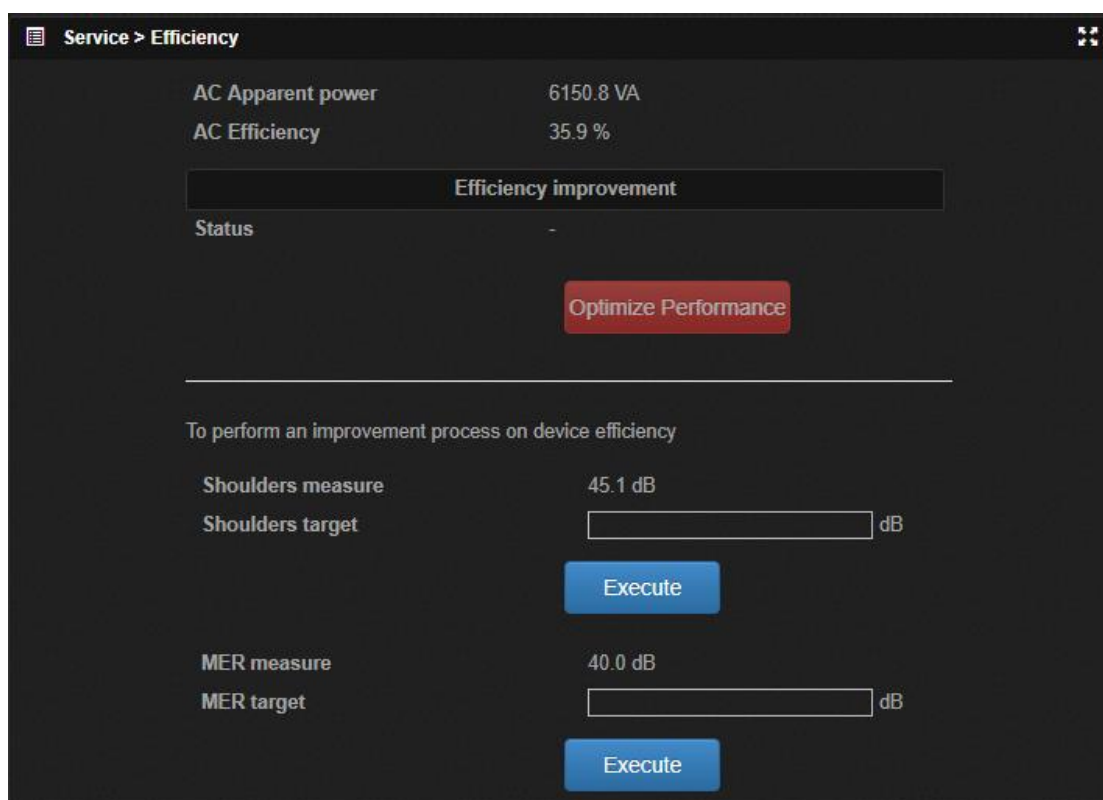 Service > Efficiency
AC Apparent power 6150.8 VA
AC Efficiency 35.9 %
Efficiency improvement
Status -
Optimize Performance
To perform an improvement process on device efficiency
Shoulders measure 45.1 dB
Shoulders target dB
Execute
MER measure 40.0 dB
MER target dB
Execute